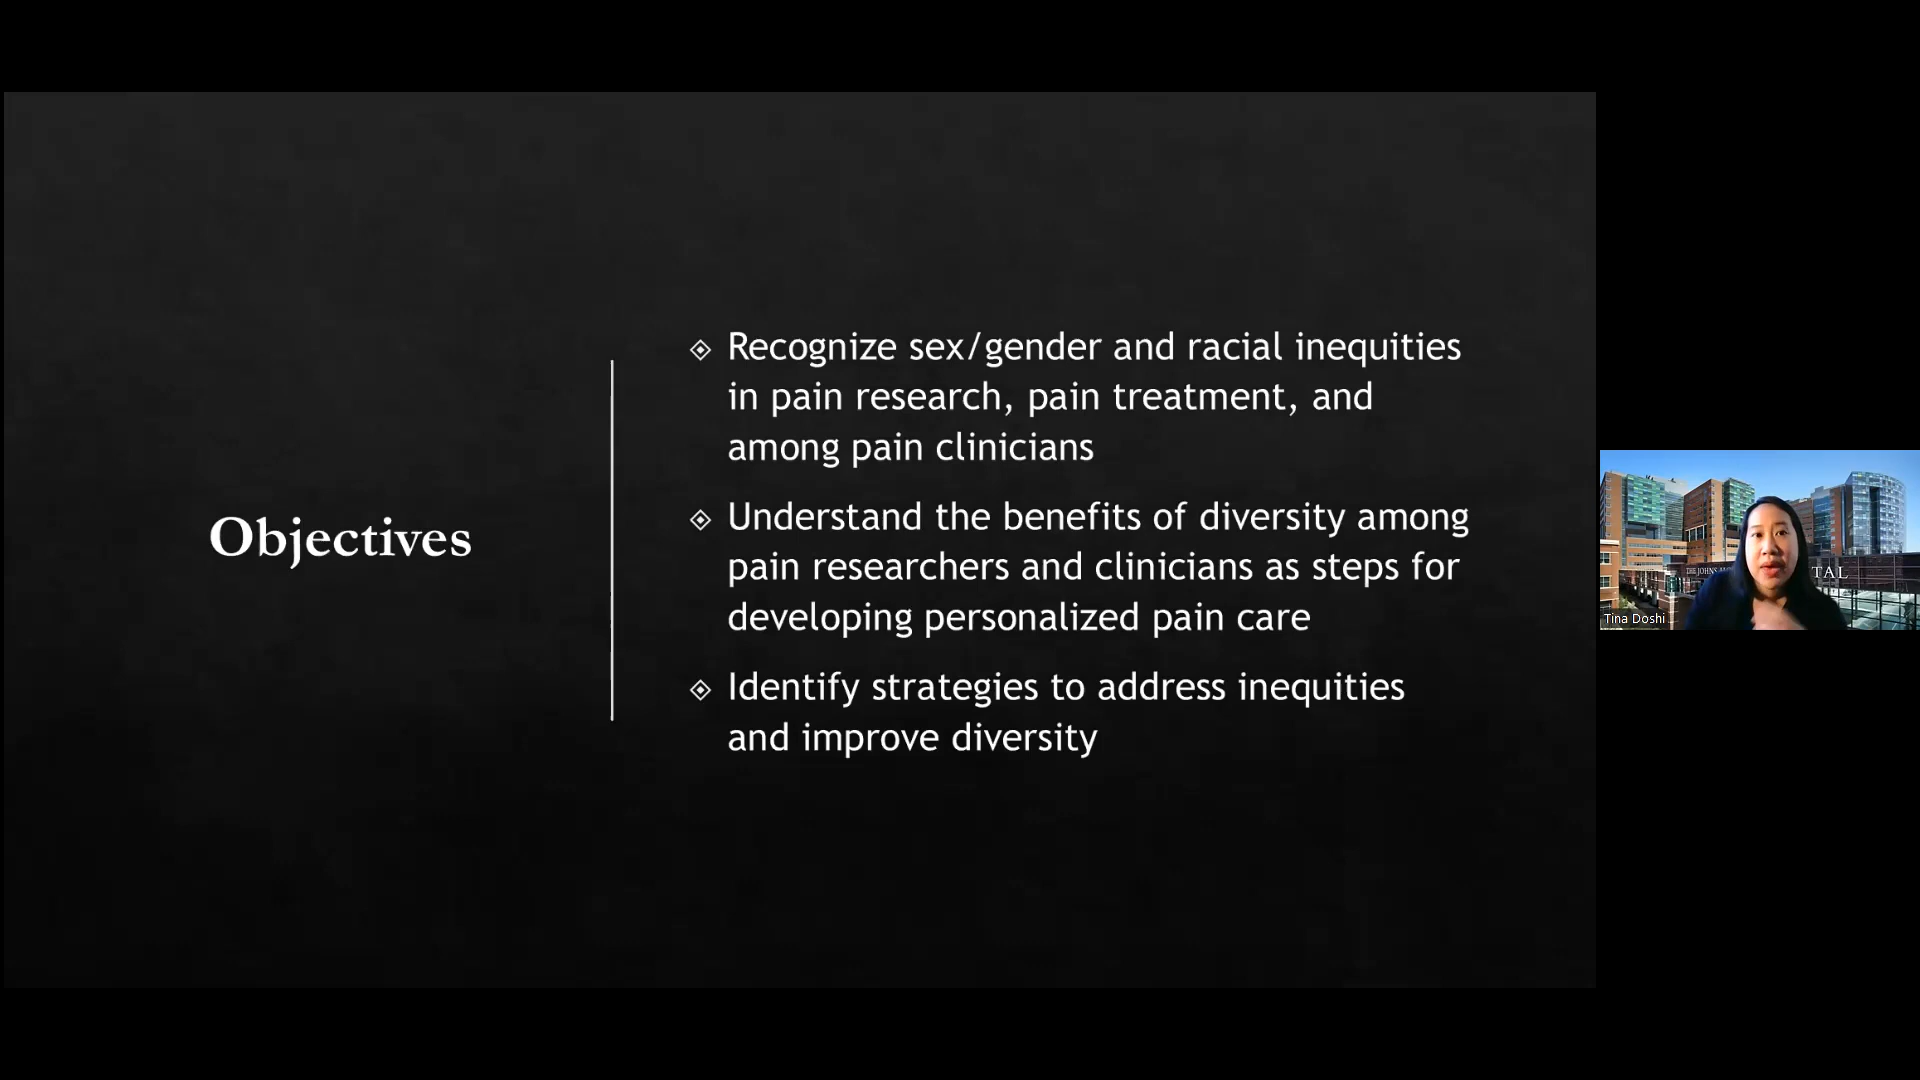 Objectives
Recognize sex/gender and racial inequities
in pain research, pain treatment, and
among pain clinicians
Understand the benefits of diversity among
pain researchers and clinicians as steps for
developing personalized pain care
Identify strategies to address inequities
and improve diversity
THE JOHNS
TAL
Tina Doshi